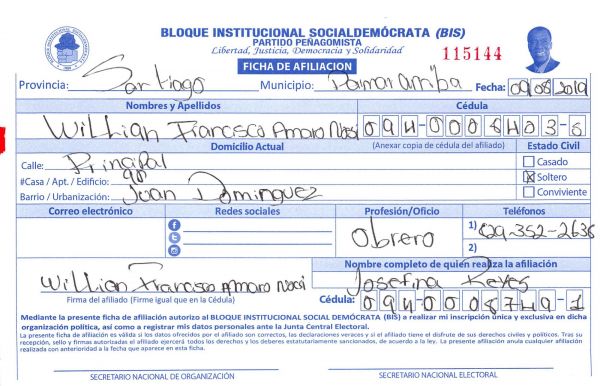 BLOQUE INSTITUCIONAL SOCIALDEMÓCRATA (BIS)
PARTIDO PEÑAGOMISTA
Libertad, Justicia, Democracia y Solidaridad
115144
FICHA DE AFILIACION
Provincia: Santiago Municipio: Palmar Arriba Fecha: 09/08/2019
Nombres y Apellidos Cédula
Willian Francisco Amaro 094-0008403-6
Domicilio Actual (Anexar copia de cédula del afiliado) Estado Civil
Calle: Principal Casado
#Casa / Apt. / Edificio: 98 Soltero
Barrio / Urbanización: Juan Dominguez Conviviente
Correo electrónico Redes sociales Profesión/Oficio Teléfonos
Obrero 1) 829-352-2636
2)
Nombre completo de quien realiza la afiliación
Willian Francisco Amaro Josefina Reyes
Firma del afiliado (Firme igual que en la Cédula) Cédula: 094-0008749-1
Mediante la presente ficha de afiliación autorizo al BLOQUE INSTITUCIONAL SOCIAL DEMÓCRATA (BIS) a realizar mi inscripción única y exclusiva en dicha
organización política, así como a registrar mis datos personales ante la Junta Central Electoral.
La presente ficha de afiliación es válida si los datos ofrecidos por el afiliado son correctos, las declaraciones veraces y si el afiliado tiene el disfrute de sus derechos civiles y políticos. Tras su
recepción, sello y firmas autorizadas el afiliado ejercerá todos los derechos y los deberes estatutariamente sancionados, de acuerdo a la ley. La presente afiliación anula cualquier afiliación
realizada con anterioridad a la fecha que aparece en esta ficha.
SECRETARIO NACIONAL DE ORGANIZACIÓN SECRETARIO NACIONAL ELECTORAL